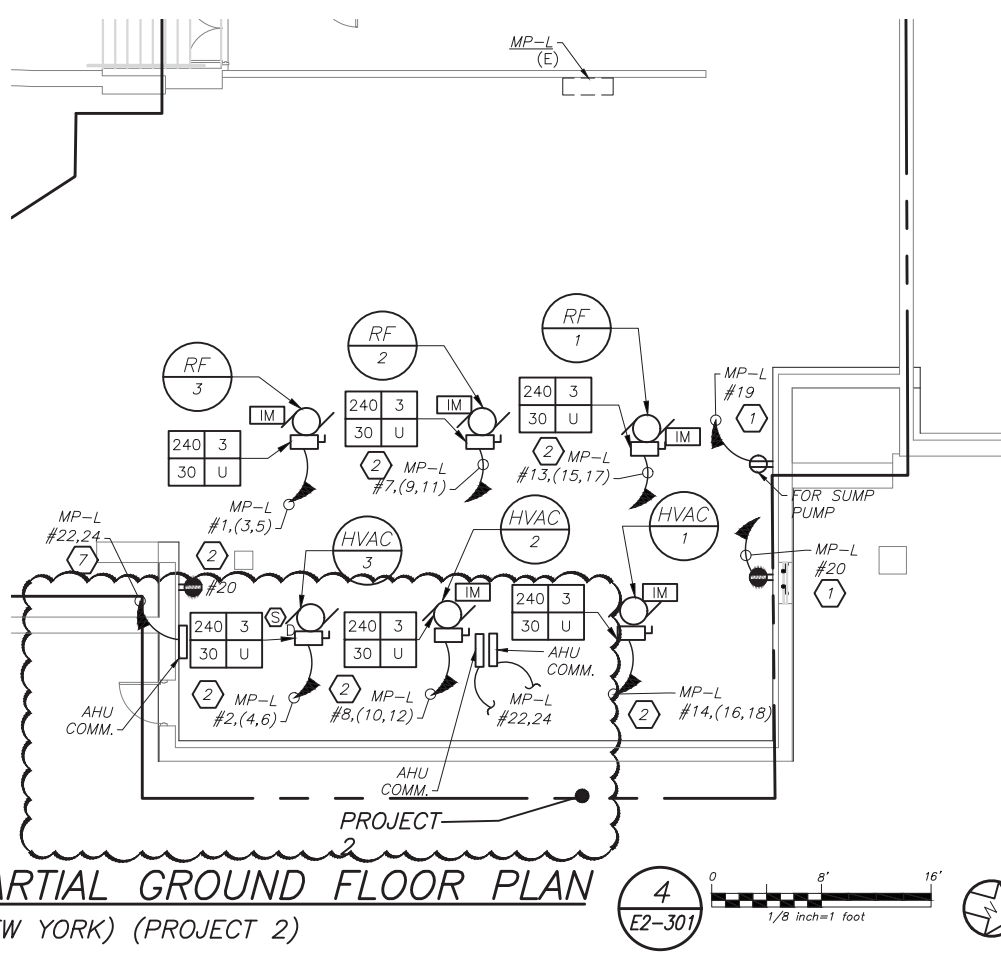 MP-L
(E)
RF
1
RF
2
RF
3
240 3
30 U
IM
240 3
30 U
IM
240 3
30 U
IM
MP-L
#19
1
2
MP-L
#7,(9,11)
2
MP-L
#13,(15,17)
FOR SUMP
PUMP
MP-L
#1,(3,5)
MP-L
#22,24
7
2
HVAC
3
HVAC
2
HVAC
1
MP-L
#20
1
#20
240 3
30 U
S
D
240 3
30 U
IM
240 3
30 U
IM
AHU
COMM.
2
MP-L
#2,(4,6)
2
MP-L
#8,(10,12)
MP-L
#22,24
2
MP-L
#14,(16,18)
AHU
COMM.
AHU
COMM.
PROJECT
2
ARTIAL GROUND FLOOR PLAN
EW YORK) (PROJECT 2)
4
E2-301
0 8' 16'
1/8 inch=1 foot